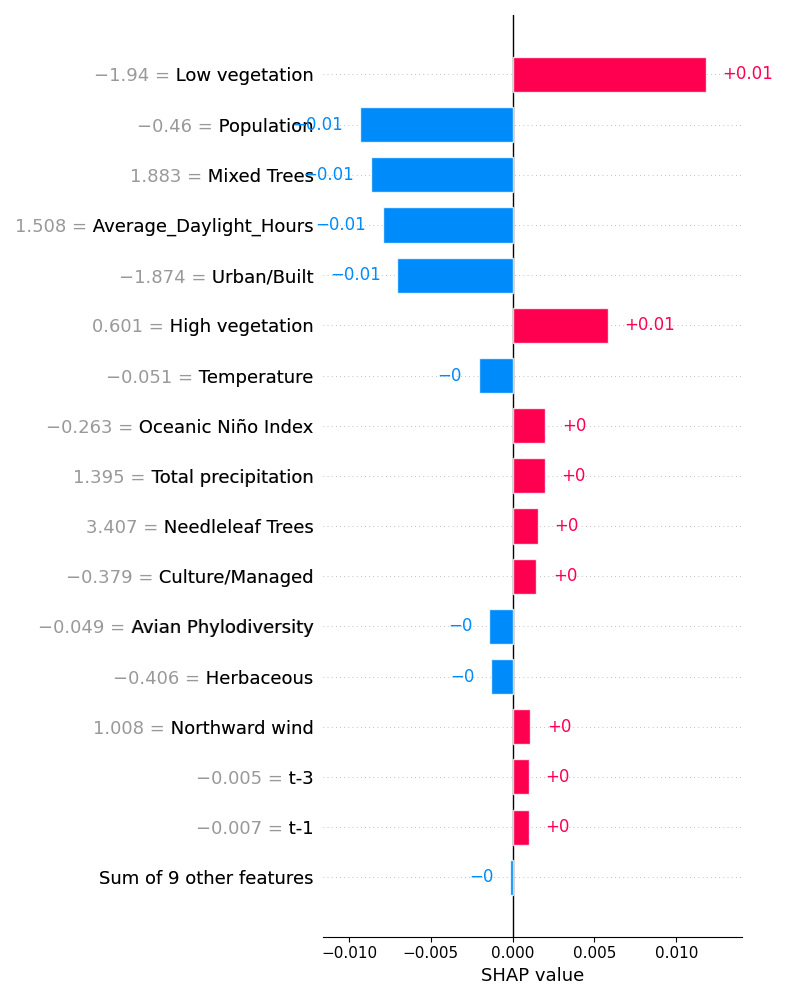 −1.94 = Low vegetation +0.01
−0.46 = Population −0.01
1.883 = Mixed Trees −0.01
1.508 = Average_Daylight_Hours −0.01
−1.874 = Urban/Built −0.01
0.601 = High vegetation +0.01
−0.051 = Temperature −0
−0.263 = Oceanic Niño Index +0
1.395 = Total precipitation +0
3.407 = Needleleaf Trees +0
−0.379 = Culture/Managed +0
−0.049 = Avian Phylodiversity −0
−0.406 = Herbaceous −0
1.008 = Northward wind +0
−0.005 = t-3 +0
−0.007 = t-1 +0
Sum of 9 other features −0
−0.010 −0.005 0.000 0.005 0.010
SHAP value